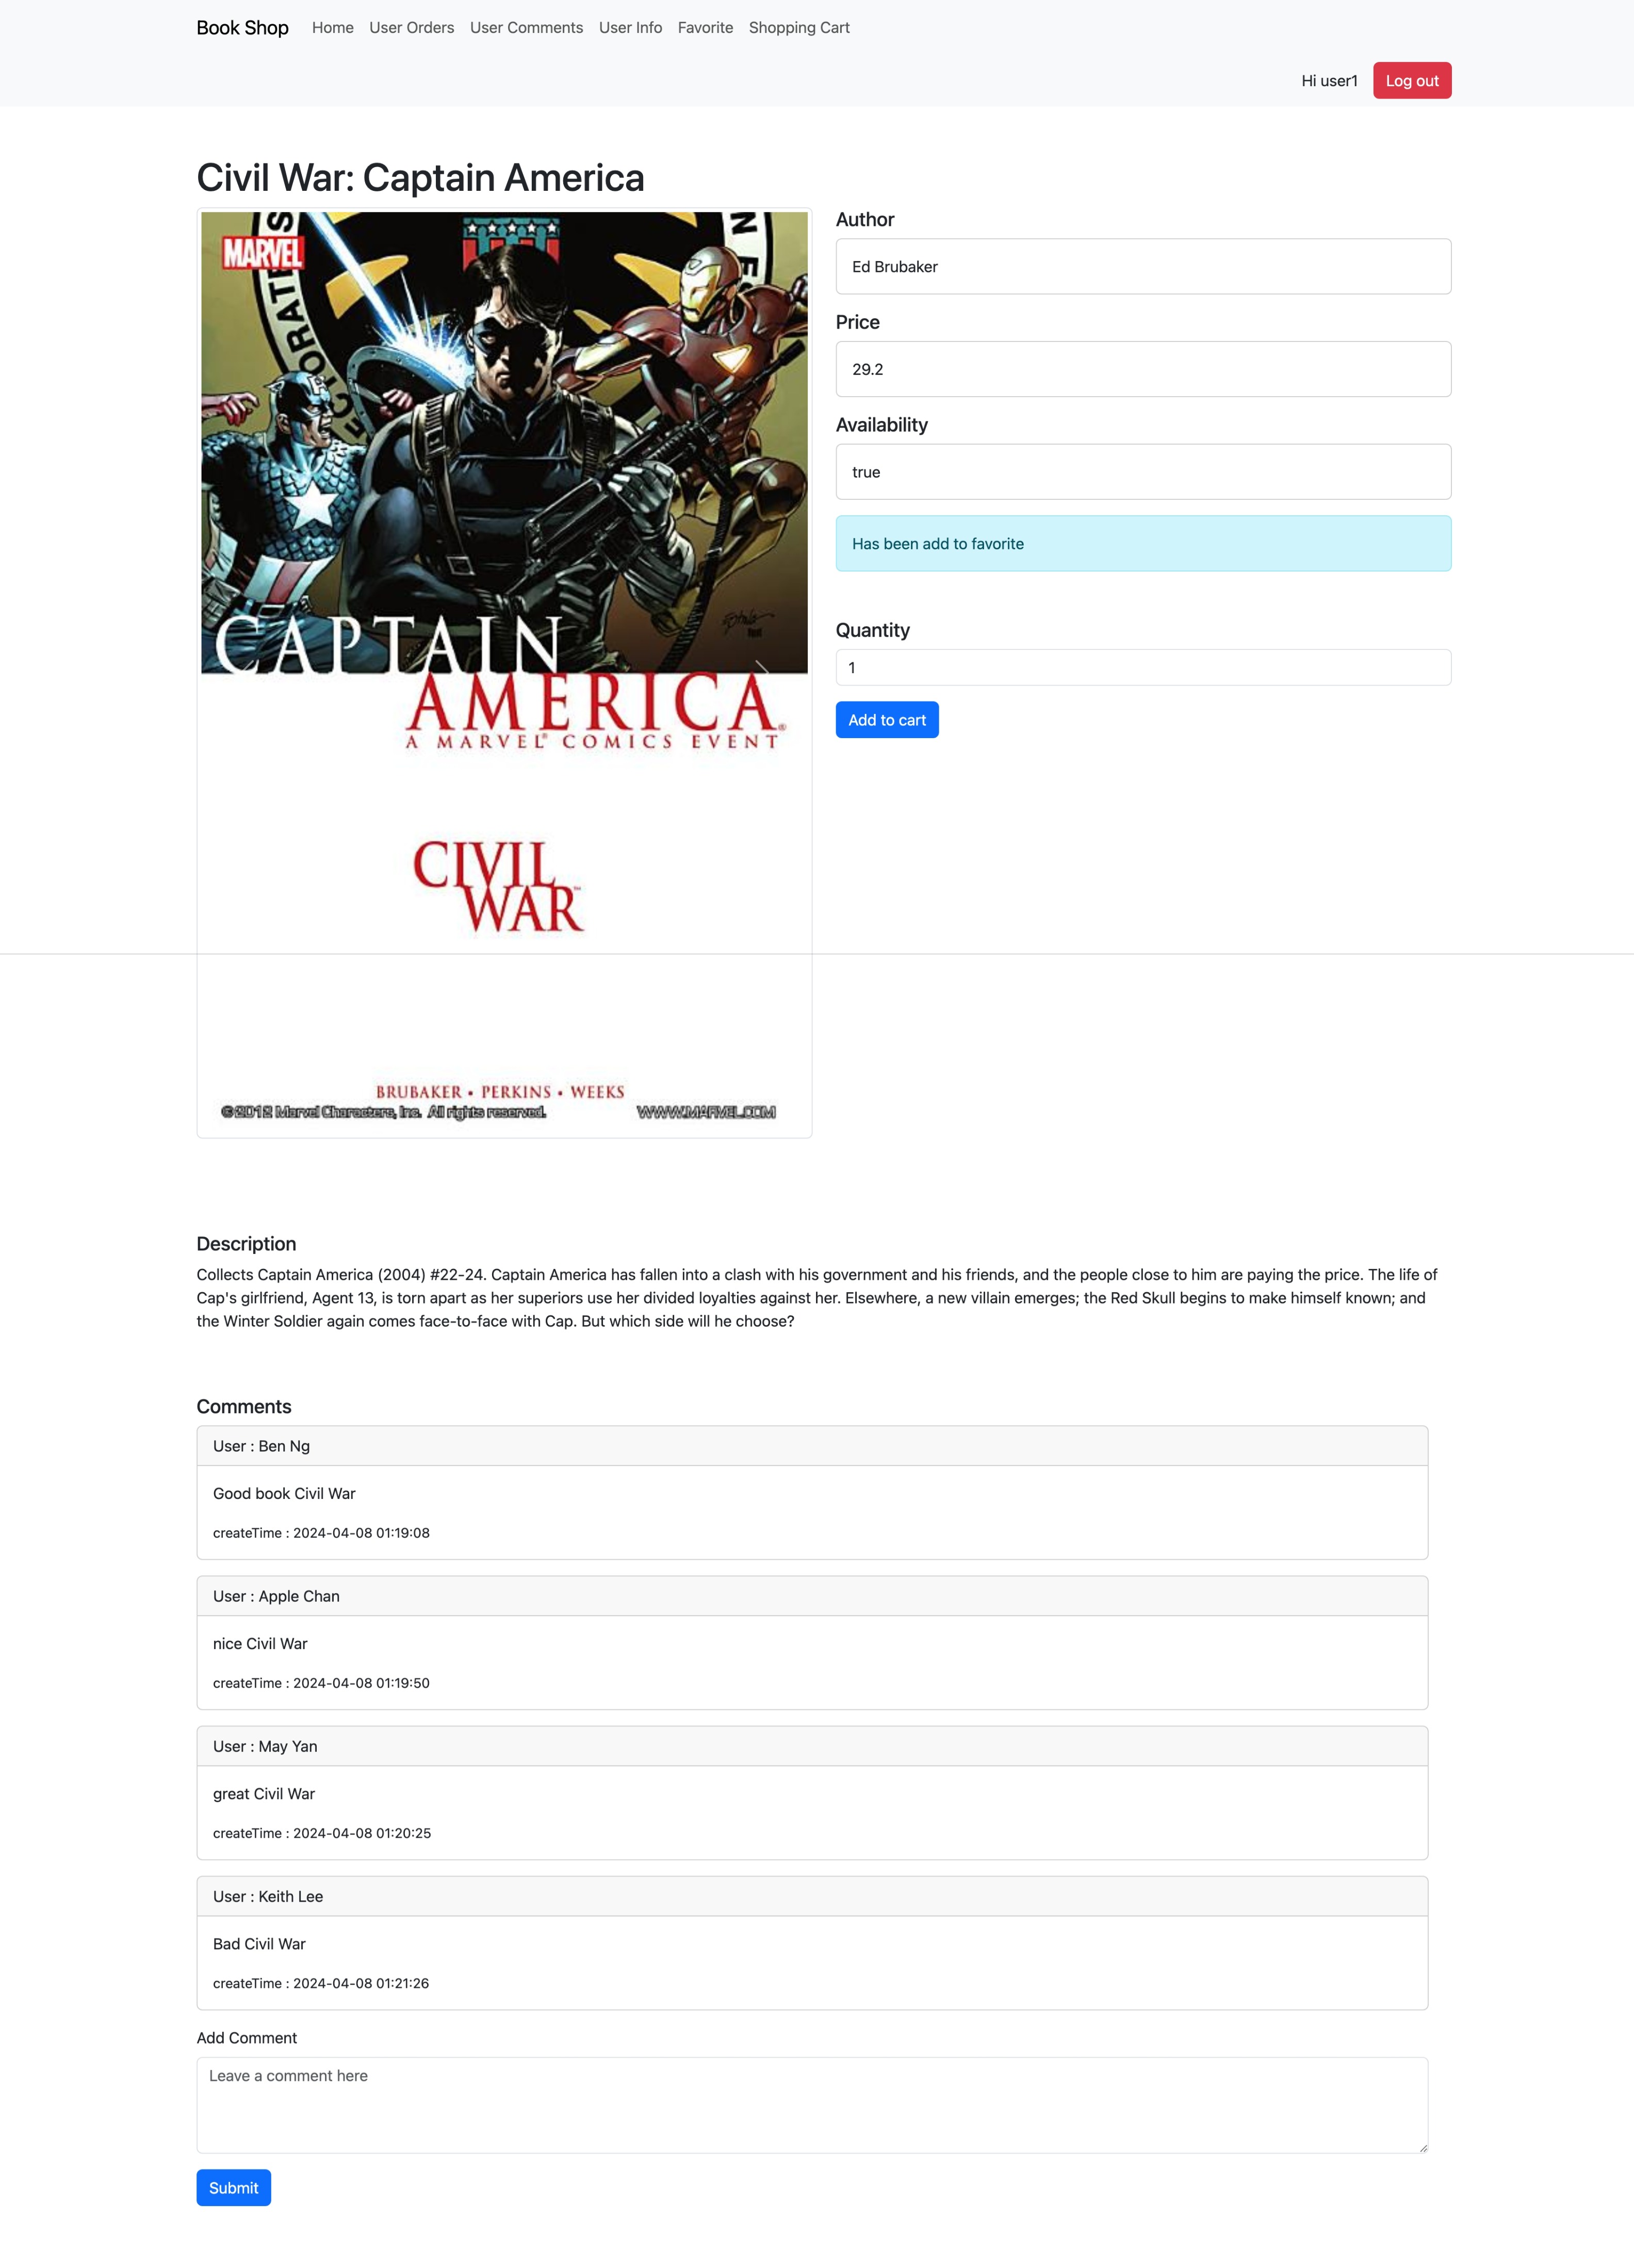 Book Shop Home User Orders User Comments User Info Favorite Shopping Cart
Hi user1 Log out
Civil War: Captain America
MARVEL
CAPTAIN
AMERICA
A MARVEL® COMICS EVENT
CIVIL
WAR™
BRUBAKER • PERKINS • WEEKS
©2012 Marvel Characters, Inc. All rights reserved. WWW.MARVEL.COM
Author
Ed Brubaker
Price
29.2
Availability
true
Has been add to favorite
Quantity
1
Add to cart
Description
Collects Captain America (2004) #22-24. Captain America has fallen into a clash with his government and his friends, and the people close to him are paying the price. The life of
Cap's girlfriend, Agent 13, is torn apart as her superiors use her divided loyalties against her. Elsewhere, a new villain emerges; the Red Skull begins to make himself known; and
the Winter Soldier again comes face-to-face with Cap. But which side will he choose?
Comments
User : Ben Ng
Good book Civil War
createTime : 2024-04-08 01:19:08
User : Apple Chan
nice Civil War
createTime : 2024-04-08 01:19:50
User : May Yan
great Civil War
createTime : 2024-04-08 01:20:25
User : Keith Lee
Bad Civil War
createTime : 2024-04-08 01:21:26
Add Comment
Leave a comment here
Submit